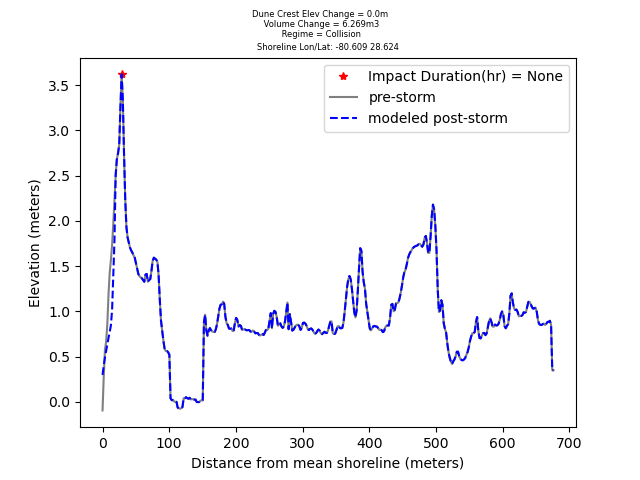 Dune Crest Elev Change = 0.0m
Volume Change = 6.269m3
Regime = Collision
Shoreline Lon/Lat: -80.609 28.624
Impact Duration(hr) = None
pre-storm
modeled post-storm
Elevation (meters)
3.5
3.0
2.5
2.0
1.5
1.0
0.5
0.0
0 100 200 300 400 500 600 700
Distance from mean shoreline (meters)